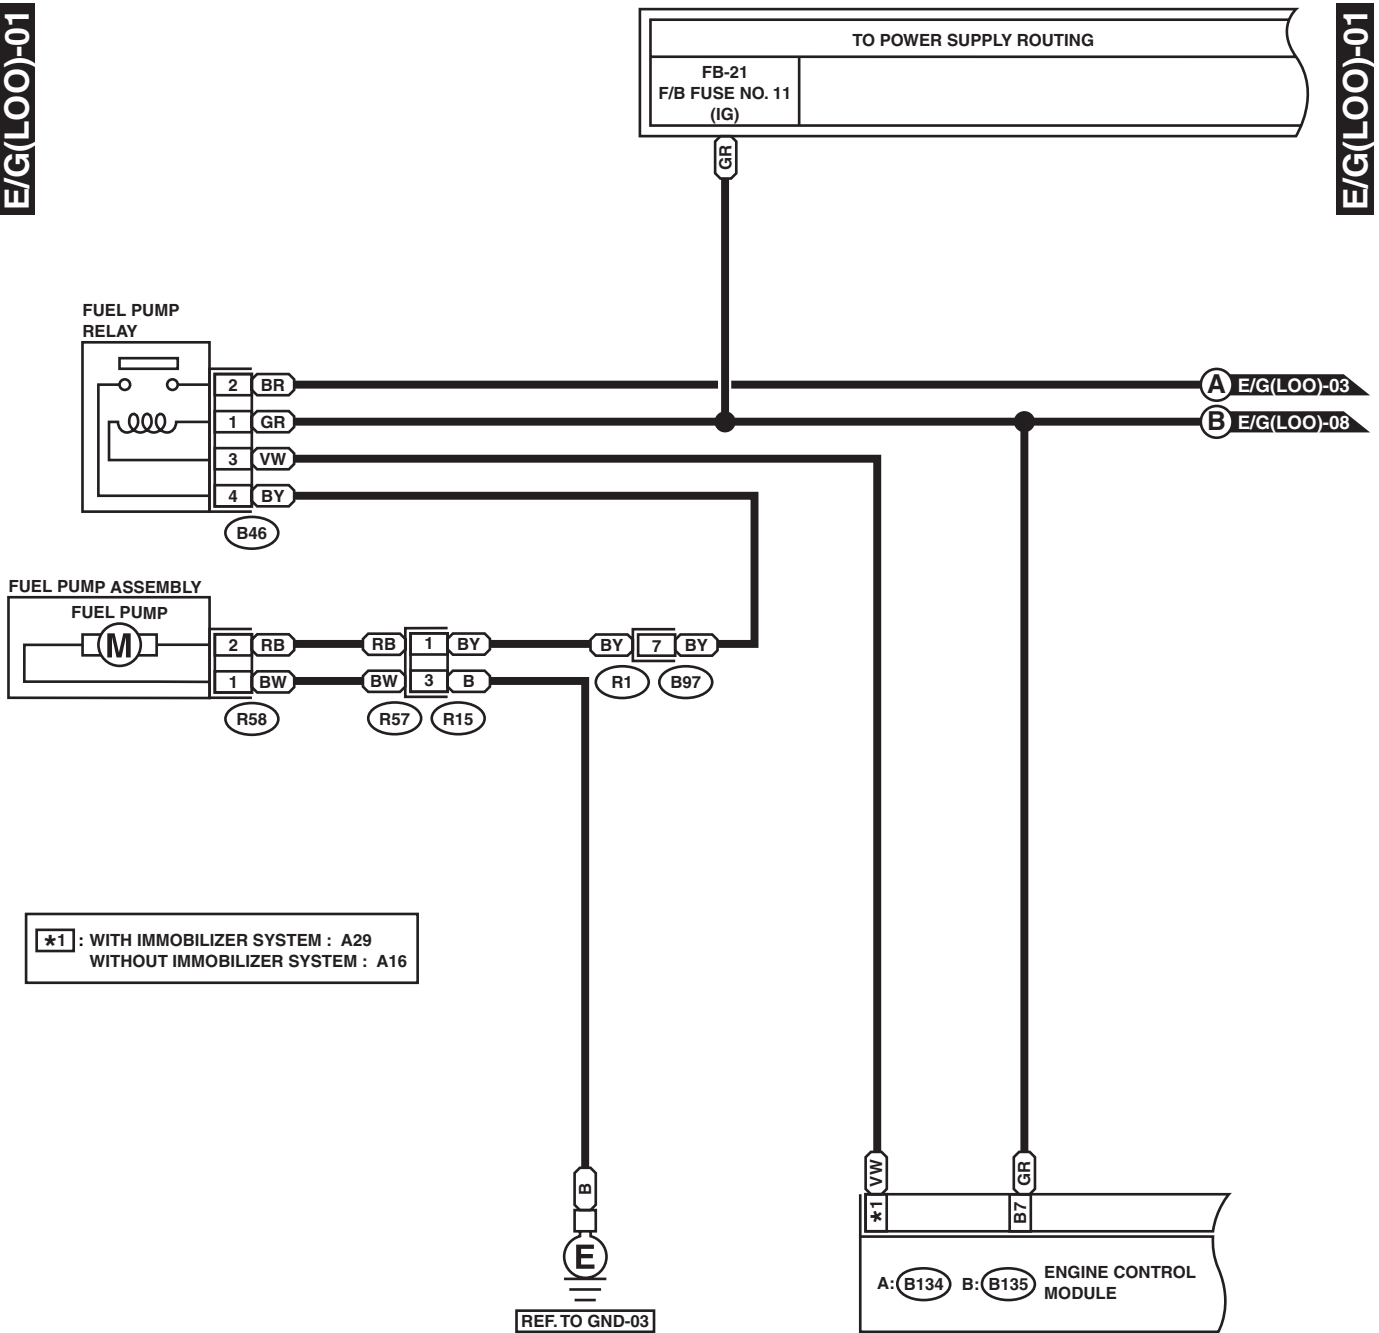 E/G(LOO)-01
E/G(LOO)-01
TO POWER SUPPLY ROUTING
FB-21
F/B FUSE NO. 11
(IG)
GR
FUEL PUMP
RELAY
2 BR
A E/G(LOO)-03
1 GR
B E/G(LOO)-08
3 VW
4 BY
B46
FUEL PUMP ASSEMBLY
FUEL PUMP
M
2 RB RB 1 BY BY 7 BY
1 BW BW 3 B
R1 B97
R58 R57 R15
*1 : WITH IMMOBILIZER SYSTEM : A29
WITHOUT IMMOBILIZER SYSTEM : A16
B
E
REF. TO GND-03
VW GR
*1 B7
A: B134 B: B135 ENGINE CONTROL
MODULE